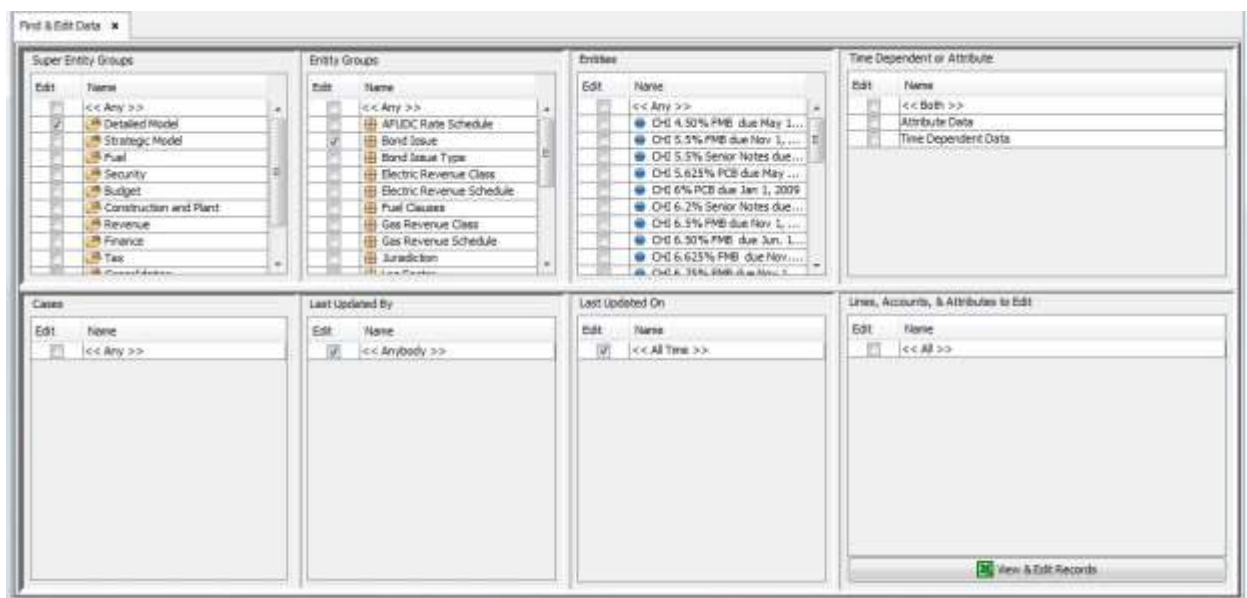 Find & Edit Data
Super Entity Groups
Edit Name
<< Any >>
Detailed Model
Strategic Model
Fuel
Security
Budget
Construction and Plant
Revenue
Finance
Tax
Consolidation
Entity Groups
Edit Name
<< Any >>
AFUDC Rate Schedule
Bond Issue
Bond Issue Type
Electric Revenue Class
Electric Revenue Schedule
Fuel Clauses
Gas Revenue Class
Gas Revenue Schedule
Jurisdiction
Entities
Edit Name
<< Any >>
CHI 4.50% FMB due May 1...
CHI 5.5% FMB due Nov 1, ...
CHI 5.5% Senior Notes due...
CHI 5.625% PCB due May ...
CHI 6% PCB due Jan 1, 2009
CHI 6.2% Senior Notes due...
CHI 6.5% FMB due Nov 1, ...
CHI 6.50% FMB due Jun. 1...
CHI 6.625% FMB due Nov....
CHI 6.75% FMB due Nov 1
Time Dependent or Attribute
Edit Name
<< Both >>
Attribute Data
Time Dependent Data
Cases
Edit Name
<< Any >>
Last Updated By
Edit Name
<< Anybody >>
Last Updated On
Edit Name
<< All Time >>
Lines, Accounts, & Attributes to Edit
Edit Name
<< All >>
View & Edit Records